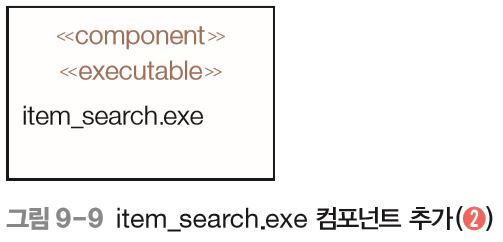 <<component>>
<<executable>>
item_search.exe
그림 9-9 item_search.exe 컴포넌트 추가(❷)